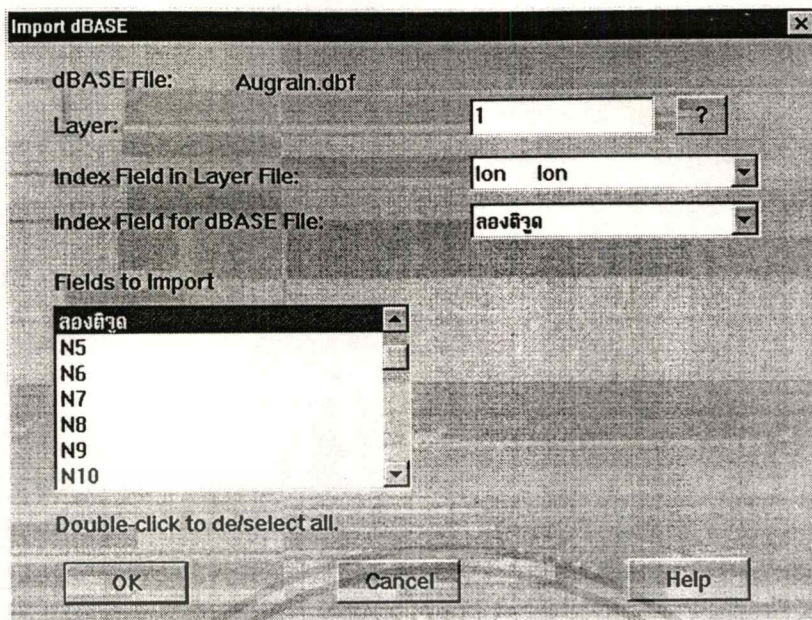 Import dBASE
dBASE File: Augrain.dbf
Layer: 1 ?
Index Field in Layer File: lon lon
Index Field for dBASE File: ลองติจูด
Fields to Import
ลองติจูด
N5
N6
N7
N8
N9
N10
Double-click to de/select all.
OK Cancel Help